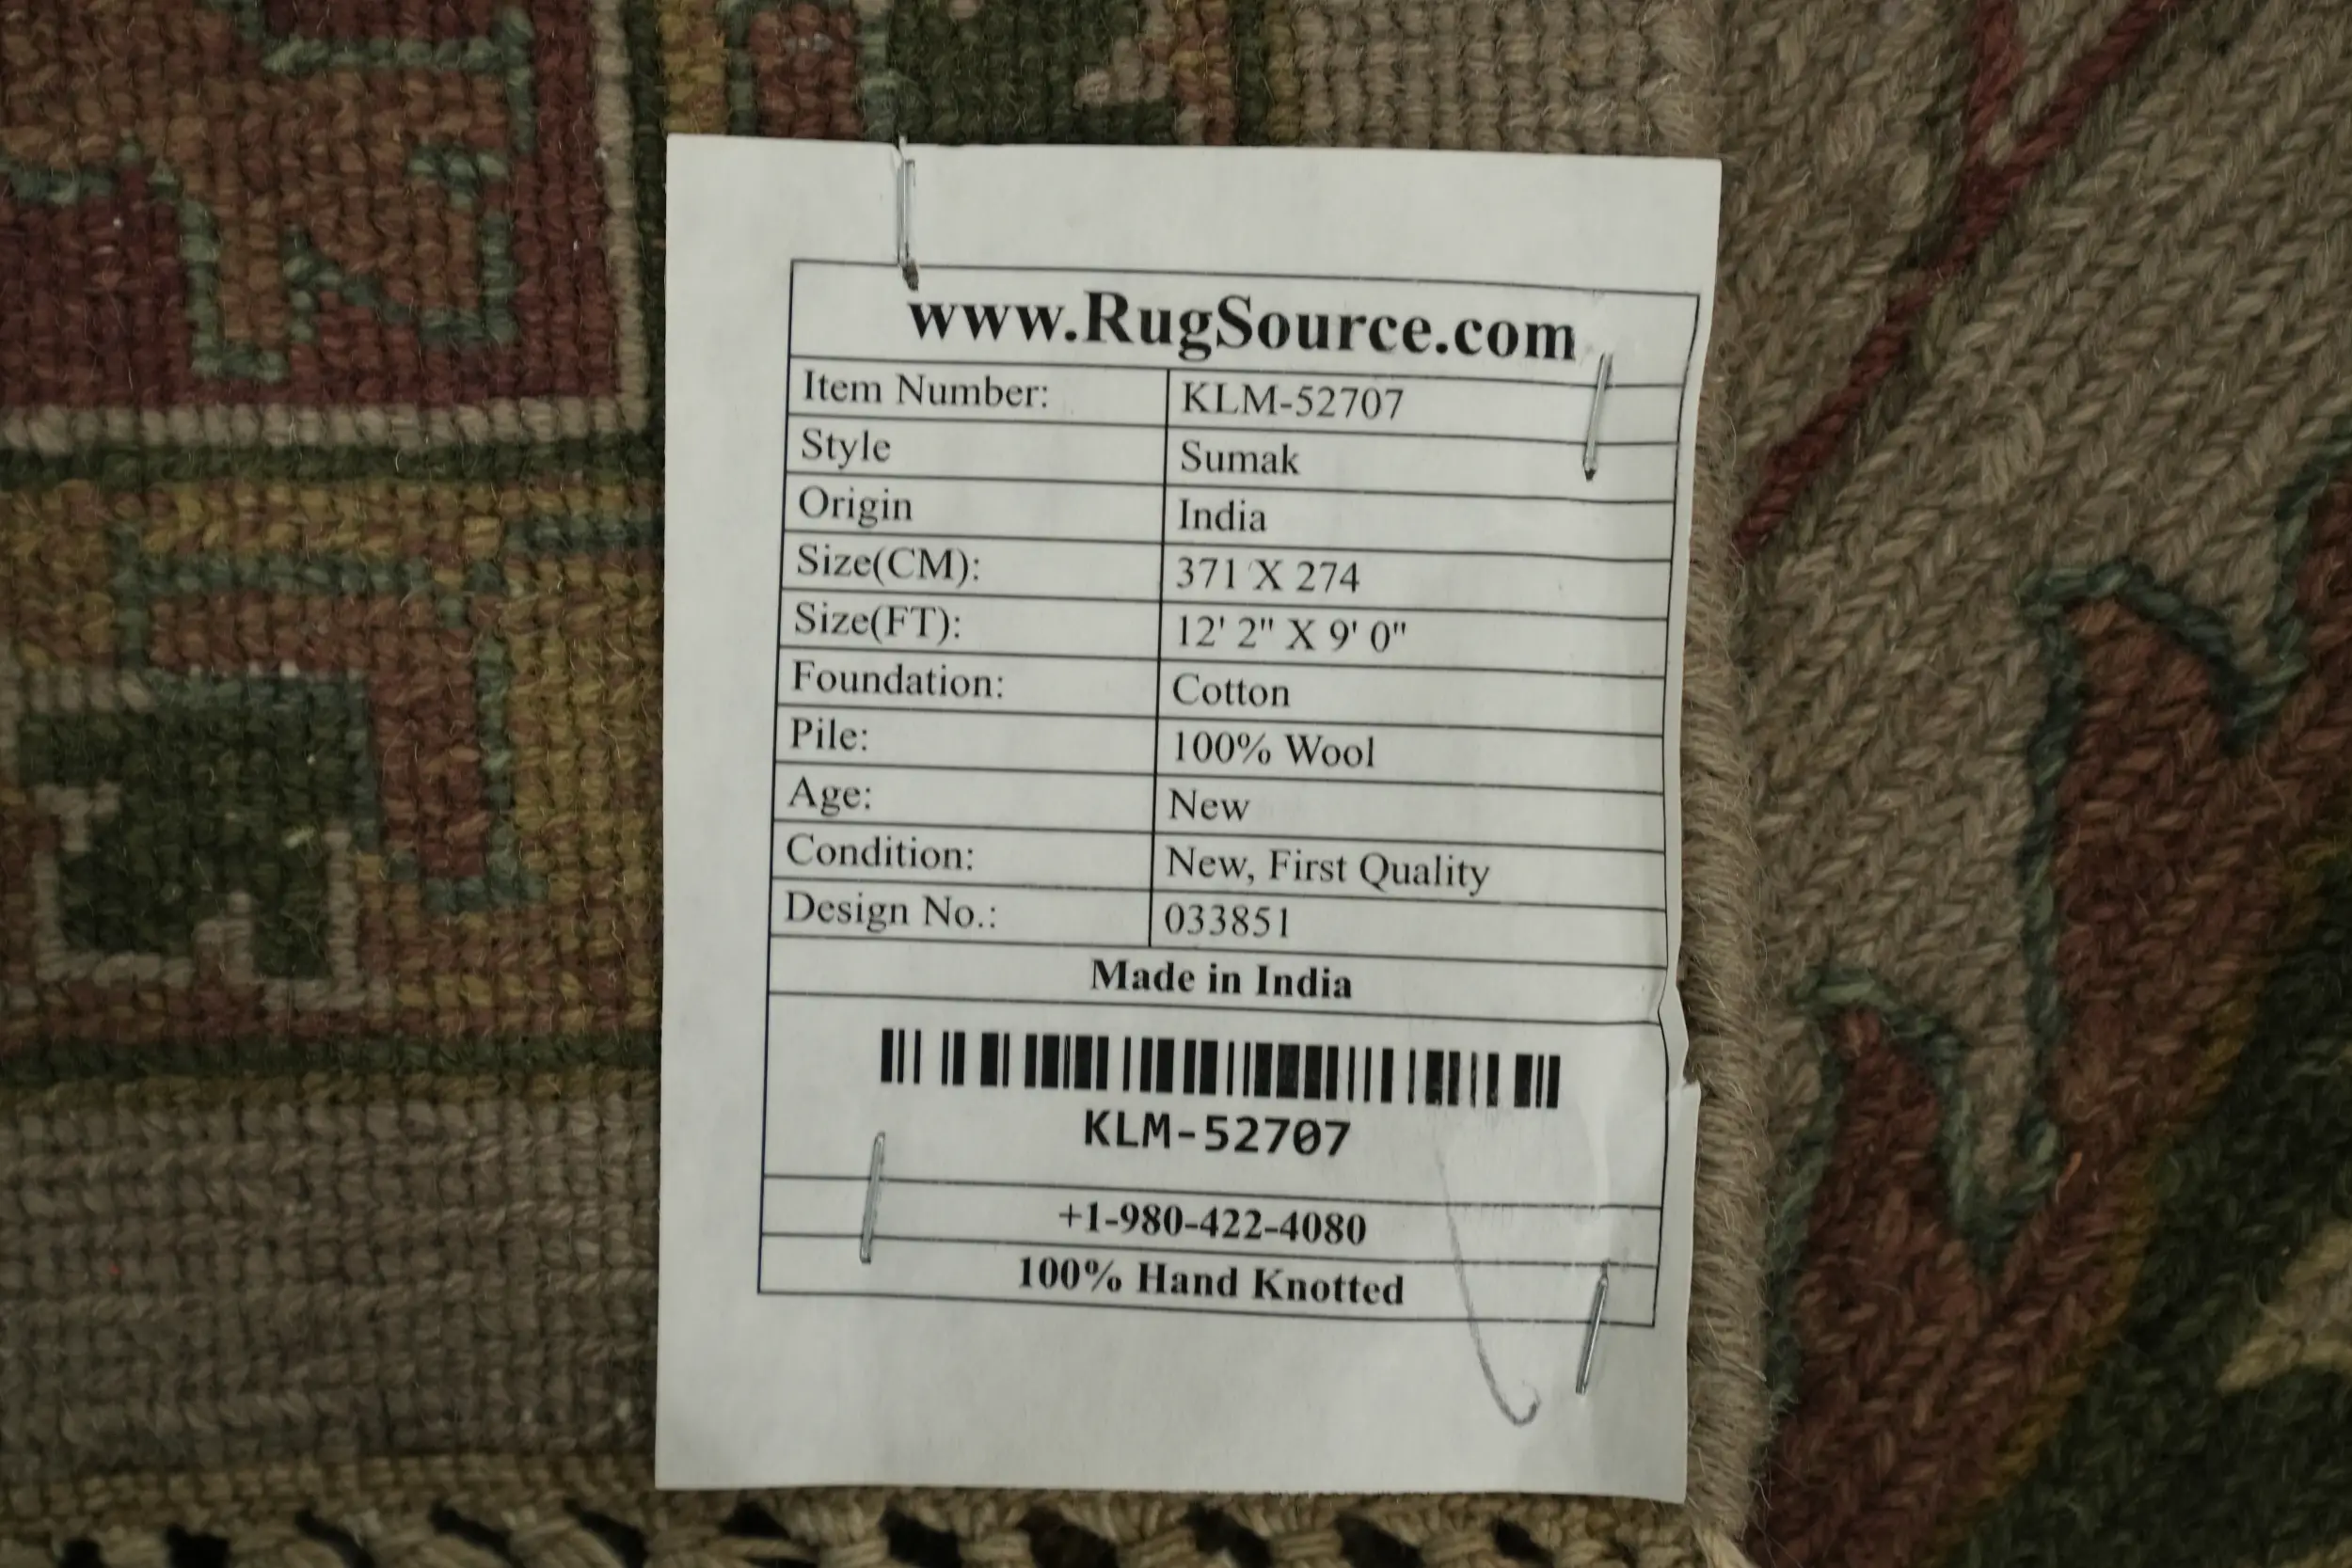 www.RugSource.com
Item Number: KLM-52707
Style Sumak
Origin India
Size(CM): 371 X 274
Size(FT): 12' 2" X 9' 0"
Foundation: Cotton
Pile: 100% Wool
Age: New
Condition: New, First Quality
Design No.: 033851
Made in India
KLM-52707
+1-980-422-4080
100% Hand Knotted